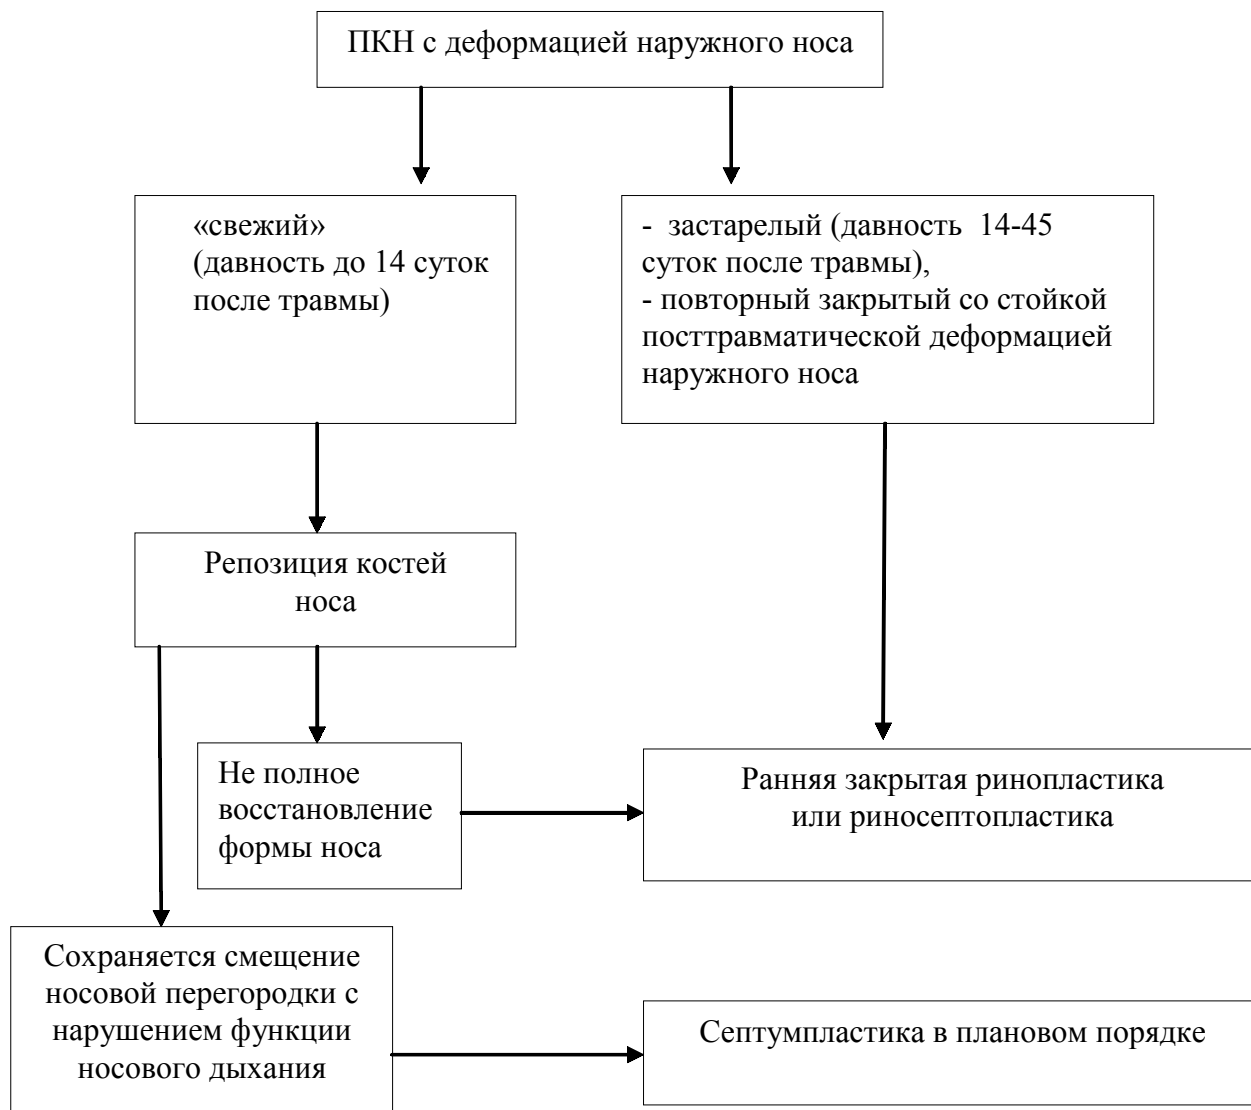 ПКН с деформацией наружного носа
«свежий»
(давность до 14 суток
после травмы)
- застарелый (давность 14-45
суток после травмы),
- повторный закрытый со стойкой
посттравматической деформацией
наружного носа
Репозиция костей
носа
Не полное
восстановление
формы носа
Ранняя закрытая ринопластика
или риносептопластика
Сохраняется смещение
носовой перегородки с
нарушением функции
носового дыхания
Септумпластика в плановом порядке